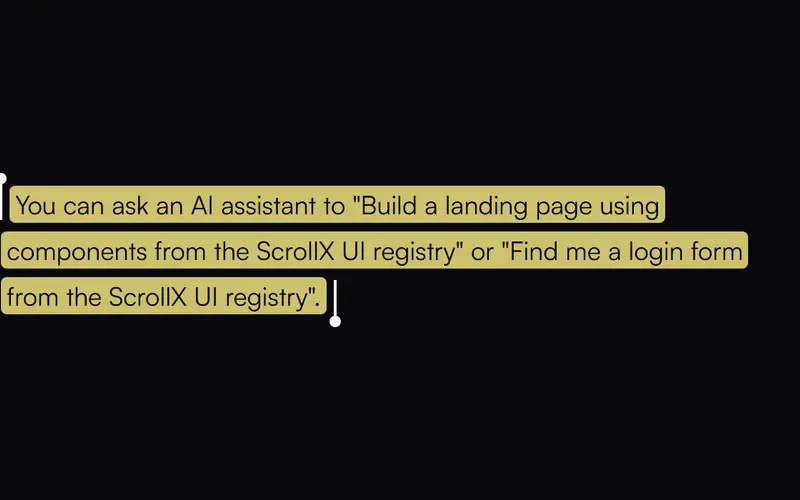 You can ask an AI assistant to "Build a landing page using
components from the ScrollX UI registry" or "Find me a login form
from the ScrollX UI registry".